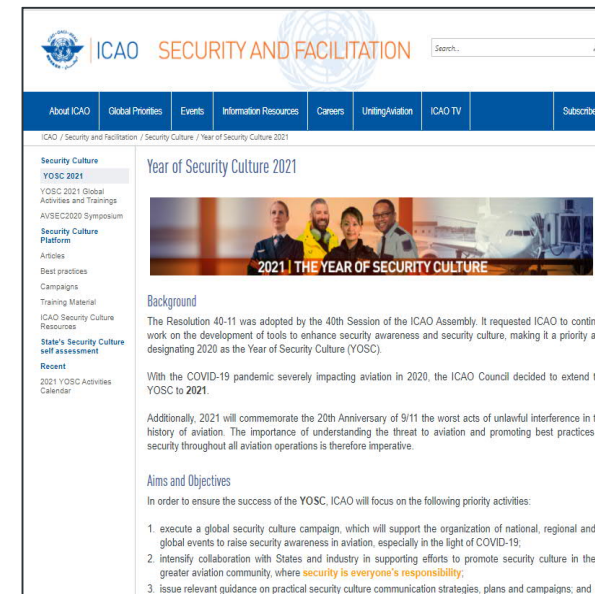 ICAO SECURITY AND FACILITATION
Search...
About ICAO Global Priorities Events Information Resources Careers UnitingAviation ICAO TV Subscribe
ICAO / Security and Facilitation / Security Culture / Year of Security Culture 2021
Security Culture
YOSC 2021
YOSC 2021 Global
Activities and Trainings
AVSEC2020 Symposium
Security Culture
Platform
Articles
Best practices
Campaigns
Training Material
ICAO Security Culture
Resources
State's Security Culture
self assessment
Recent
2021 YOSC Activities
Calendar
Year of Security Culture 2021
2021 | THE YEAR OF SECURITY CULTURE
Background
The Resolution 40-11 was adopted by the 40th Session of the ICAO Assembly. It requested ICAO to contin
work on the development of tools to enhance security awareness and security culture, making it a priority a
designating 2020 as the Year of Security Culture (YOSC).
With the COVID-19 pandemic severely impacting aviation in 2020, the ICAO Council decided to extend t
YOSC to 2021.
Additionally, 2021 will commemorate the 20th Anniversary of 9/11 the worst acts of unlawful interference in t
history of aviation. The importance of understanding the threat to aviation and promoting best practices
security throughout all aviation operations is therefore imperative.
Aims and Objectives
In order to ensure the success of the YOSC, ICAO will focus on the following priority activities:
1. execute a global security culture campaign, which will support the organization of national, regional and
global events to raise security awareness in aviation, especially in the light of COVID-19;
2. intensify collaboration with States and industry in supporting efforts to promote security culture in the
greater aviation community, where security is everyone's responsibility;
3. issue relevant guidance on practical security culture communication strategies, plans and campaigns; and